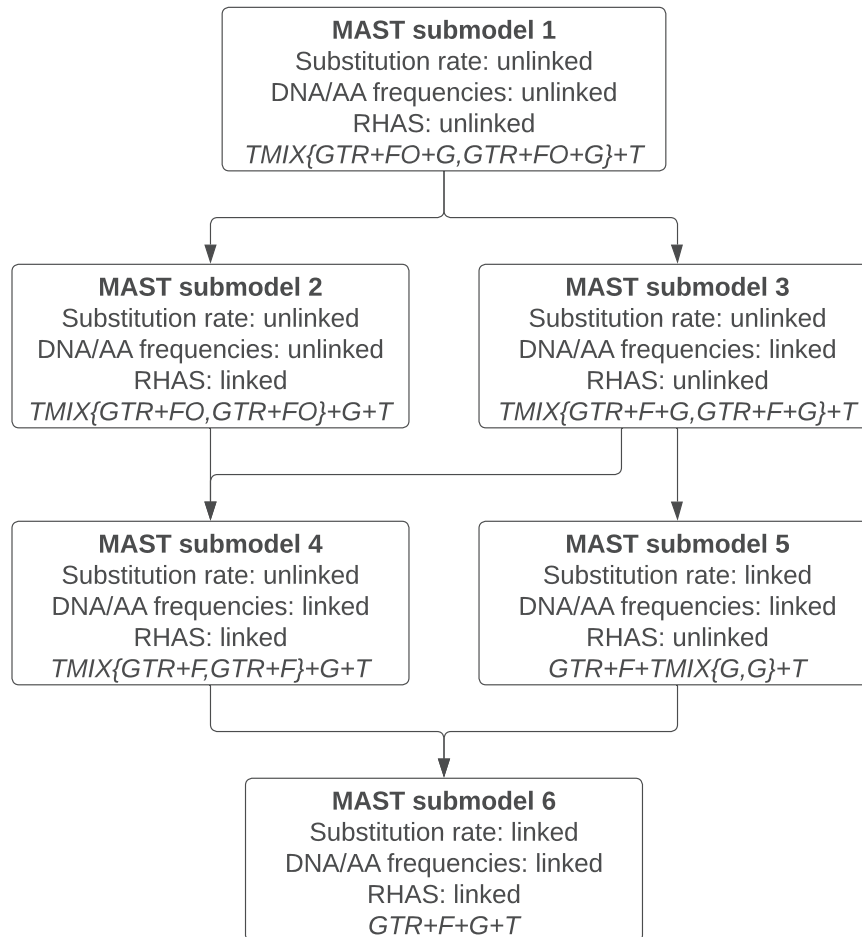 MAST submodel 1
Substitution rate: unlinked
DNA/AA frequencies: unlinked
RHAS: unlinked
TMIX{GTR+FO+G,GTR+FO+G}+T
MAST submodel 2
Substitution rate: unlinked
DNA/AA frequencies: unlinked
RHAS: linked
TMIX{GTR+FO,GTR+FO}+G+T
MAST submodel 3
Substitution rate: unlinked
DNA/AA frequencies: linked
RHAS: unlinked
TMIX{GTR+F+G,GTR+F+G}+T
MAST submodel 4
Substitution rate: unlinked
DNA/AA frequencies: linked
RHAS: linked
TMIX{GTR+F,GTR+F}+G+T
MAST submodel 5
Substitution rate: linked
DNA/AA frequencies: linked
RHAS: unlinked
GTR+F+TMIX{G,G}+T
MAST submodel 6
Substitution rate: linked
DNA/AA frequencies: linked
RHAS: linked
GTR+F+G+T